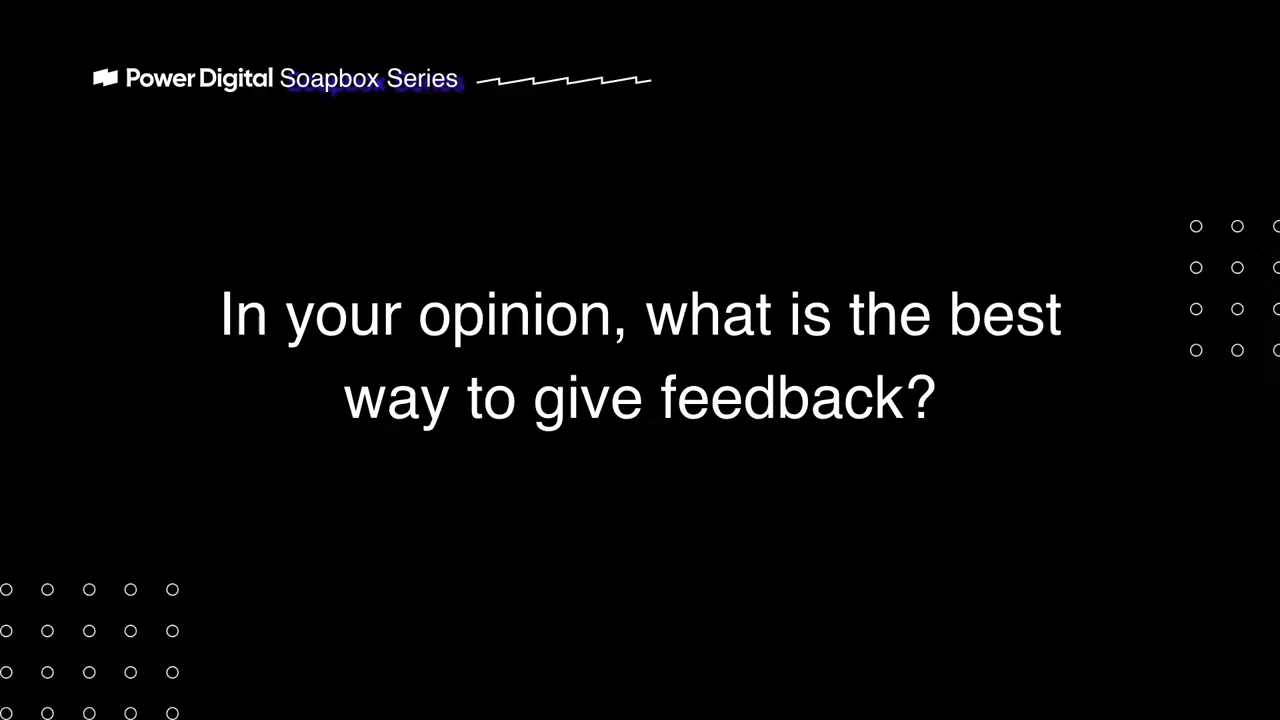 Power Digital Soapbox Series
In your opinion, what is the best
way to give feedback?